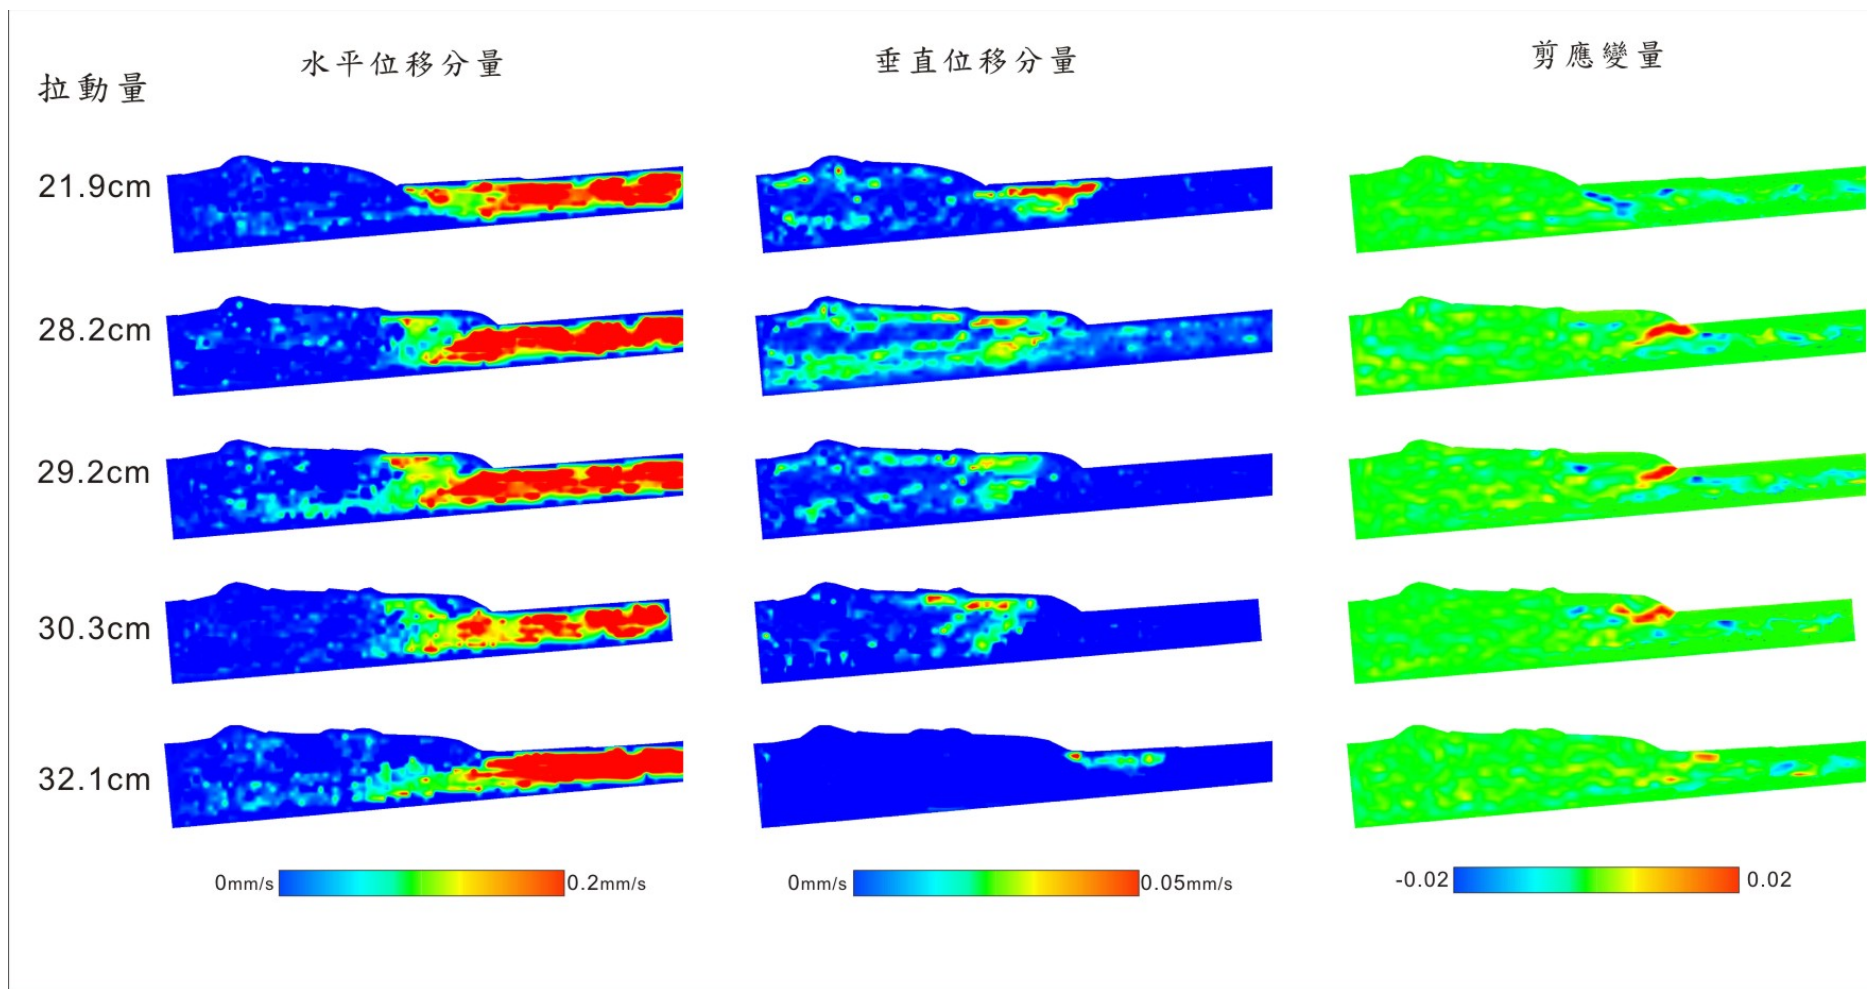 水平位移分量
垂直位移分量
剪應變量
拉動量
21.9cm
28.2cm
29.2cm
30.3cm
32.1cm
0mm/s
0.2mm/s
0mm/s
0.05mm/s
-0.02
0.02